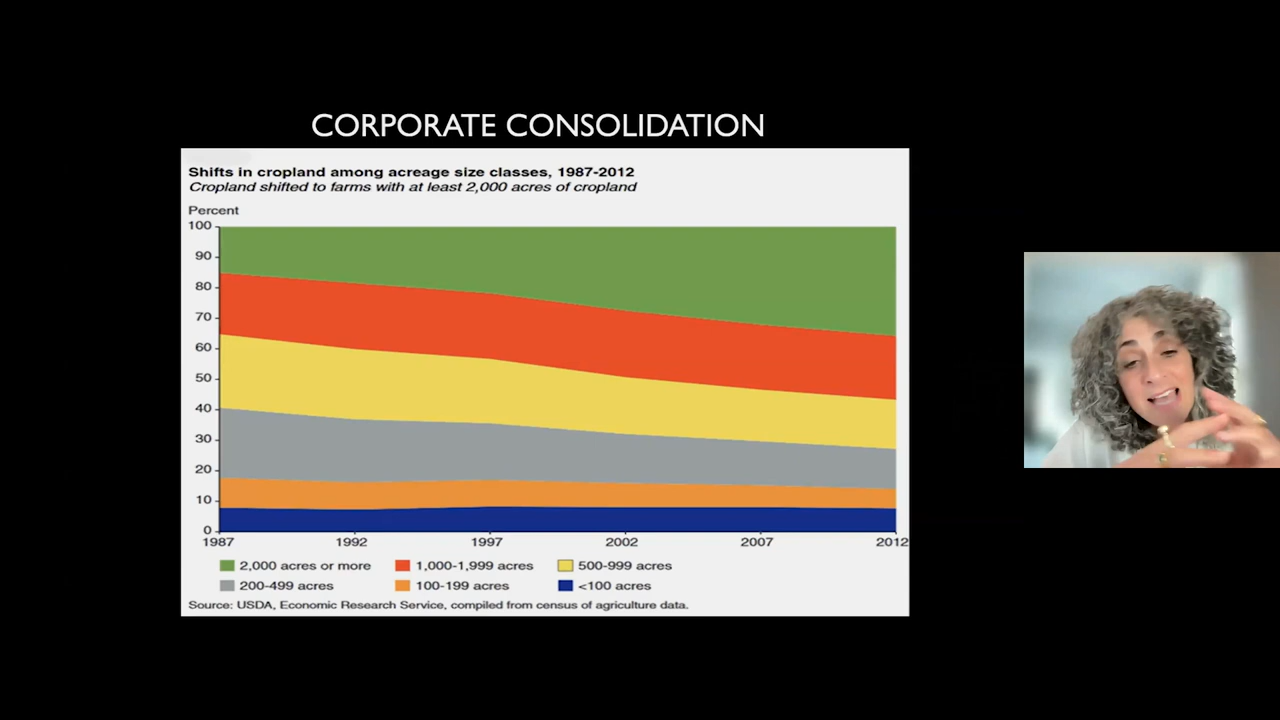 CORPORATE CONSOLIDATION
Shifts in cropland among acreage size classes, 1987-2012
Cropland shifted to farms with at least 2,000 acres of cropland
Percent
100
90
80
70
60
50
40
30
20
10
0
1987 1992 1997 2002 2007 2012
2,000 acres or more 1,000-1,999 acres 500-999 acres
200-499 acres 100-199 acres <100 acres
Source: USDA, Economic Research Service, compiled from census of agriculture data.